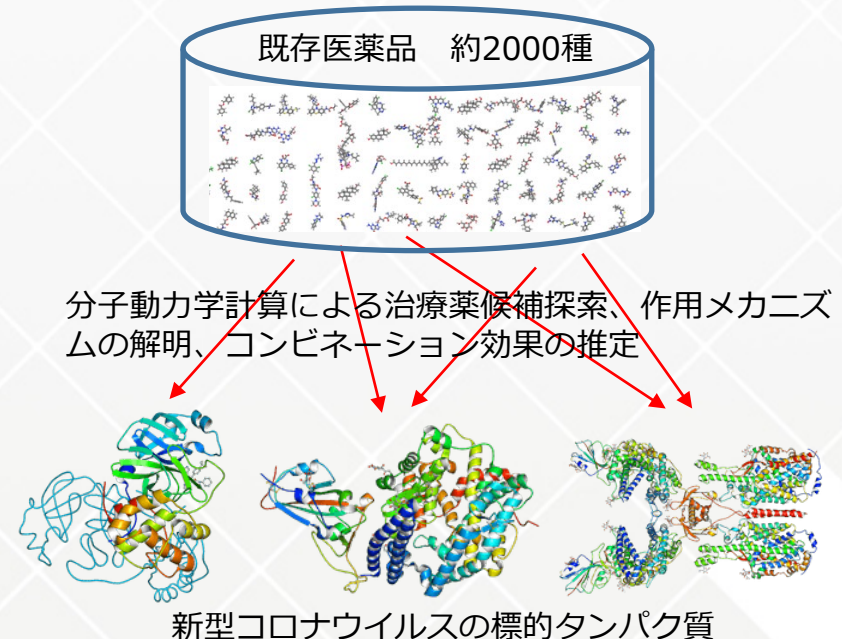 既存医薬品　約2000種
分子動力学計算による治療薬候補探索、作用メカニズ
ムの解明、コンビネーション効果の推定
新型コロナウイルスの標的タンパク質